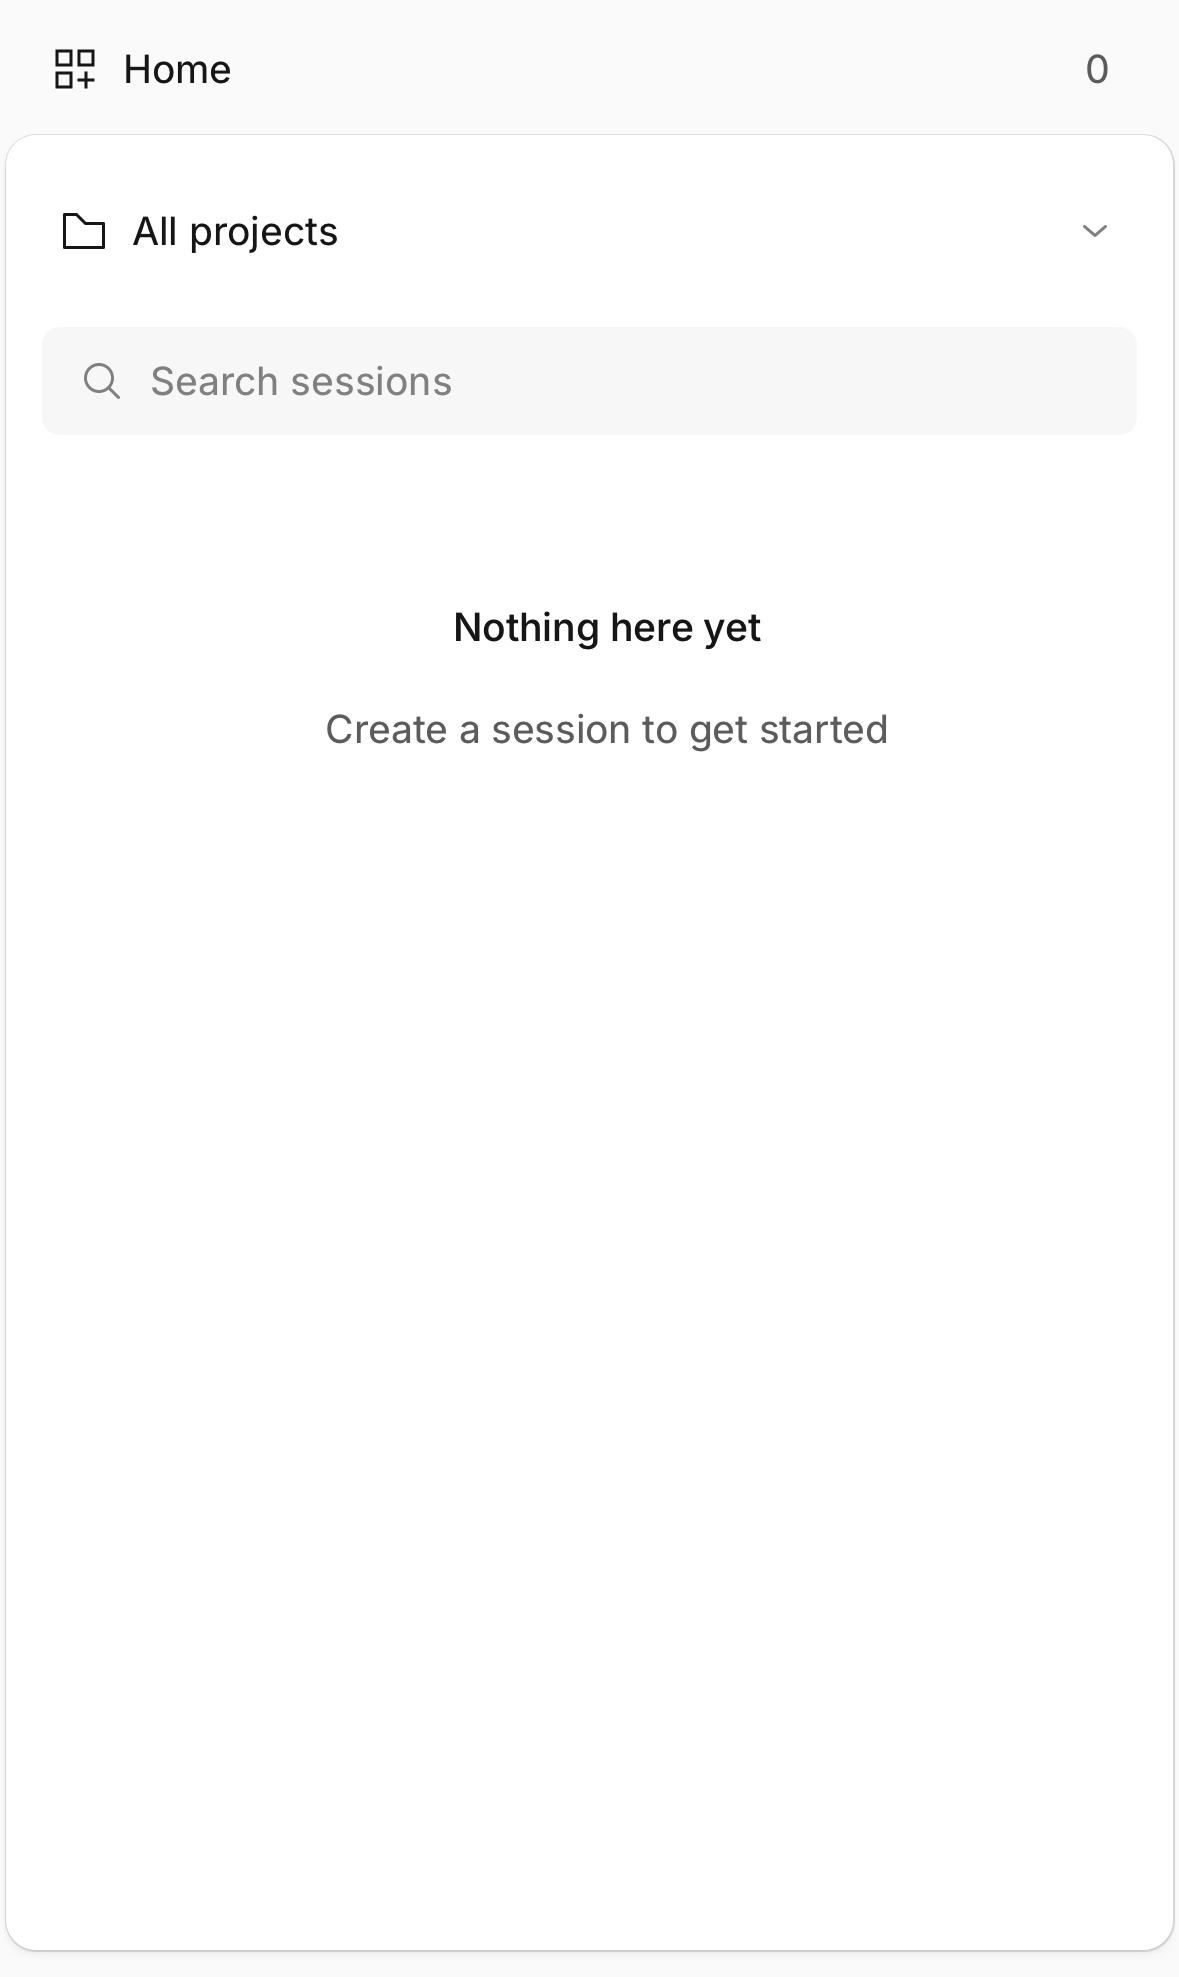 Home
0
All projects
Search sessions
Nothing here yet
Create a session to get started